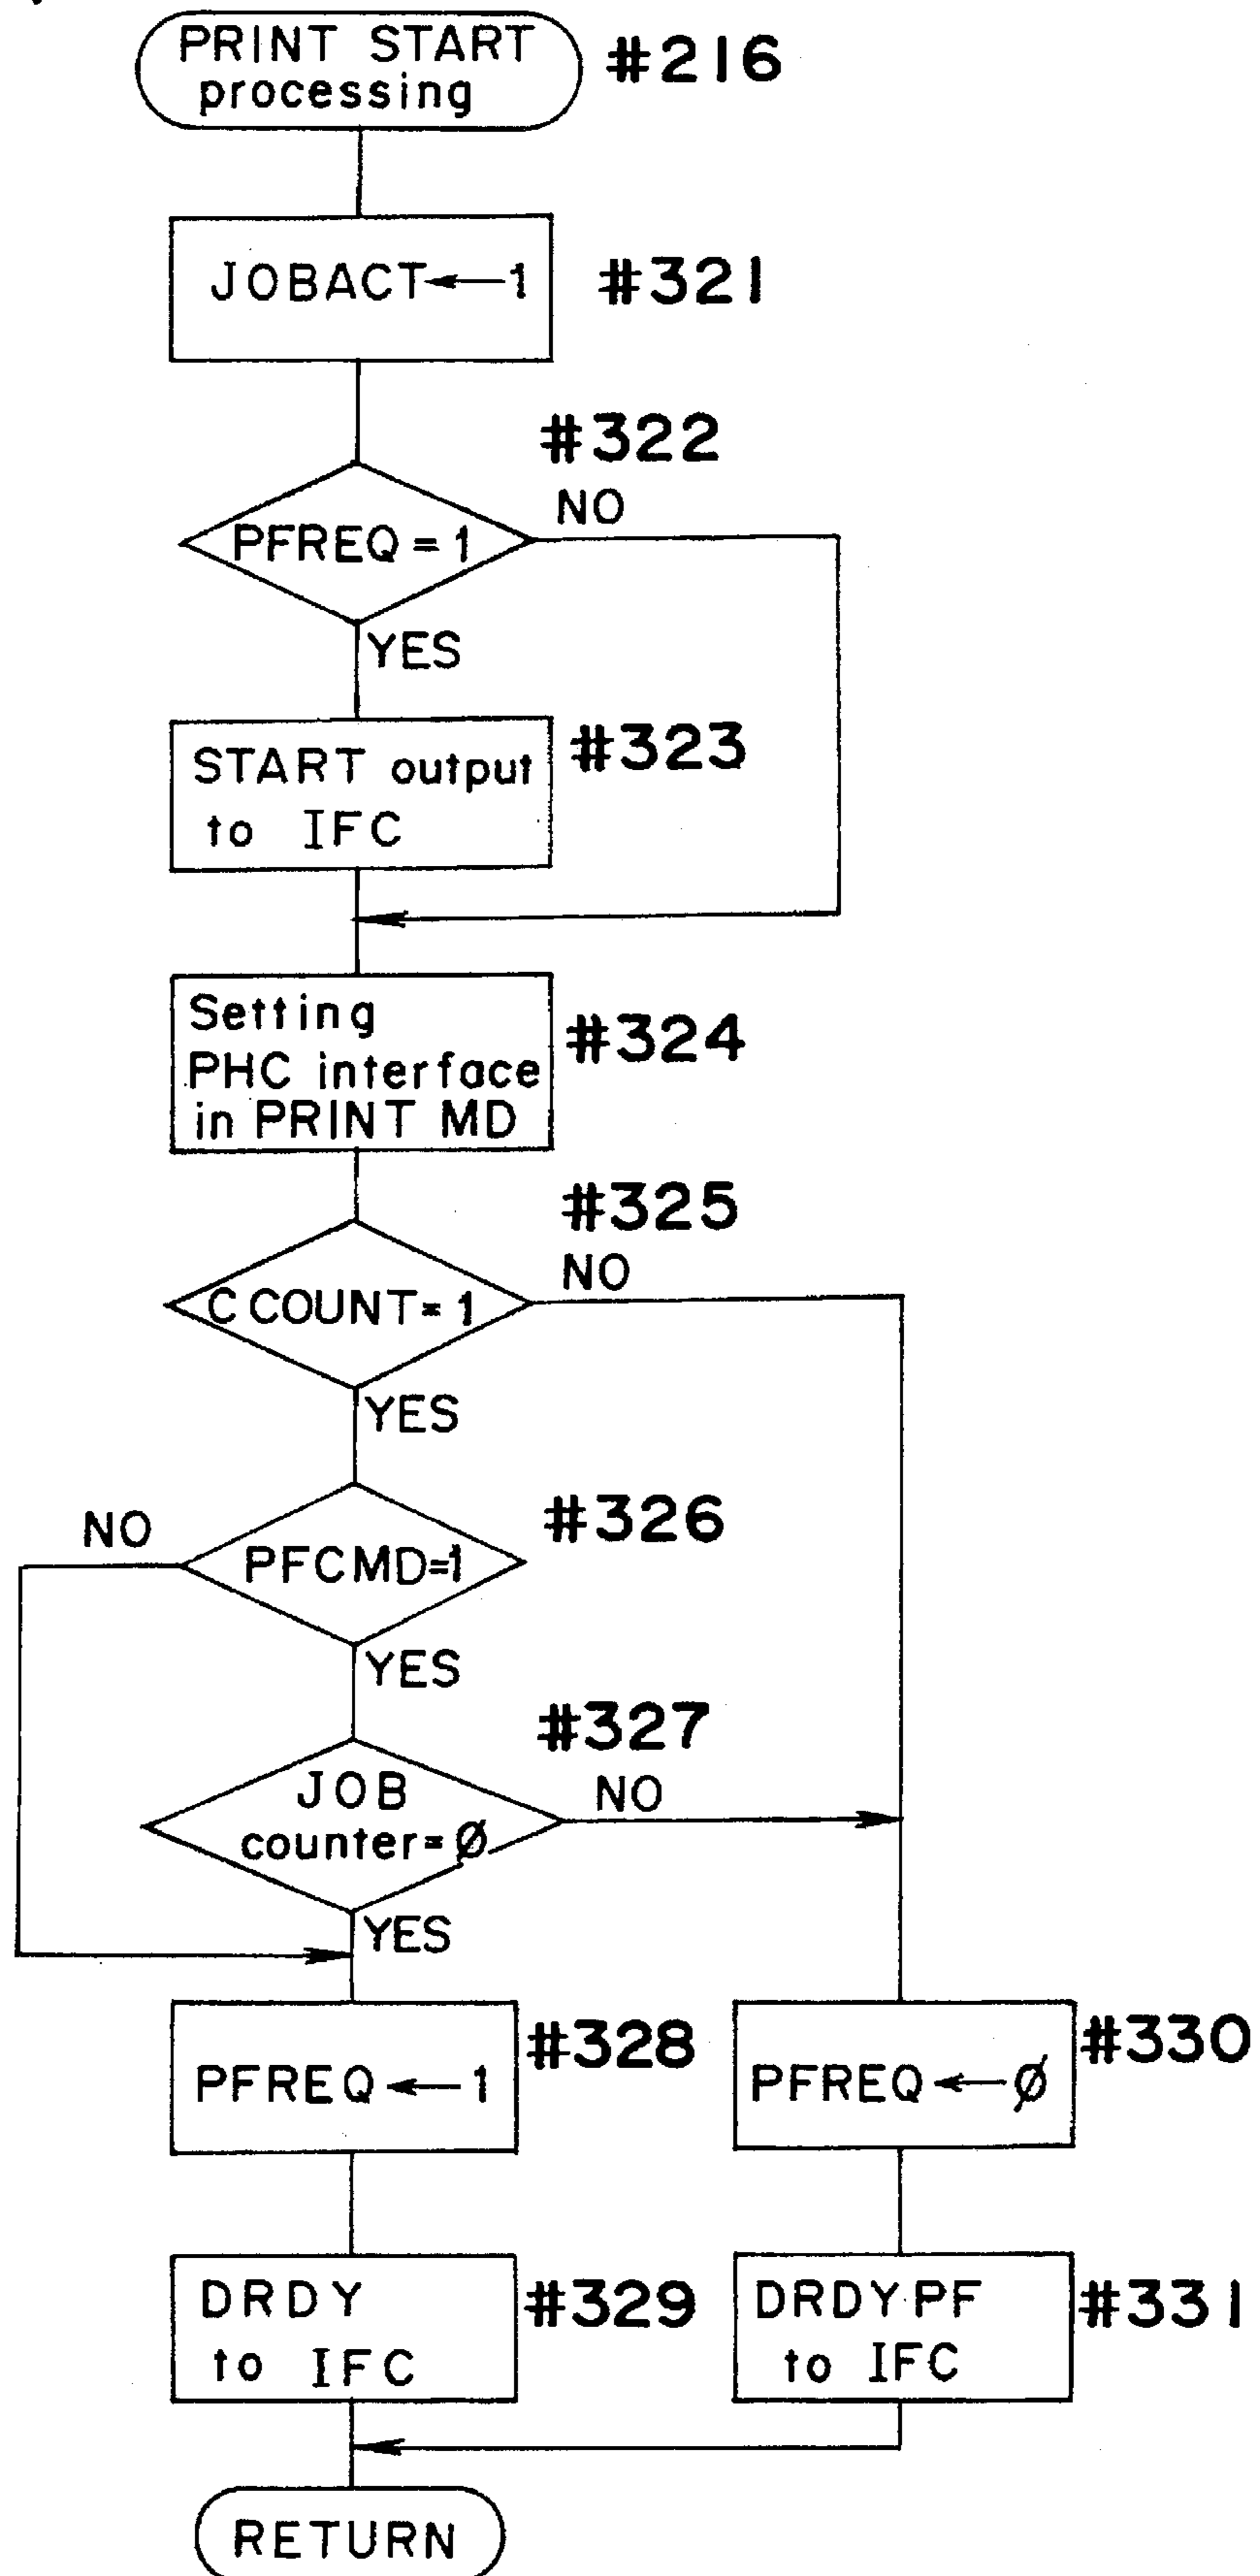 PRINT START
processing
#216
JOBACT←1
#321
#322
NO
PFREQ = 1
YES
START output
to IFC
#323
Setting
PHC interface
in PRINT MD
#324
#325
NO
CCOUNT= 1
YES
#326
NO
PFCMD=1
YES
#327
NO
JOB
counter=Ø
YES
PFREQ←1
#328
PFREQ←Ø
#330
DRDY
to IFC
#329
DRDY·PF
to IFC
#331
RETURN